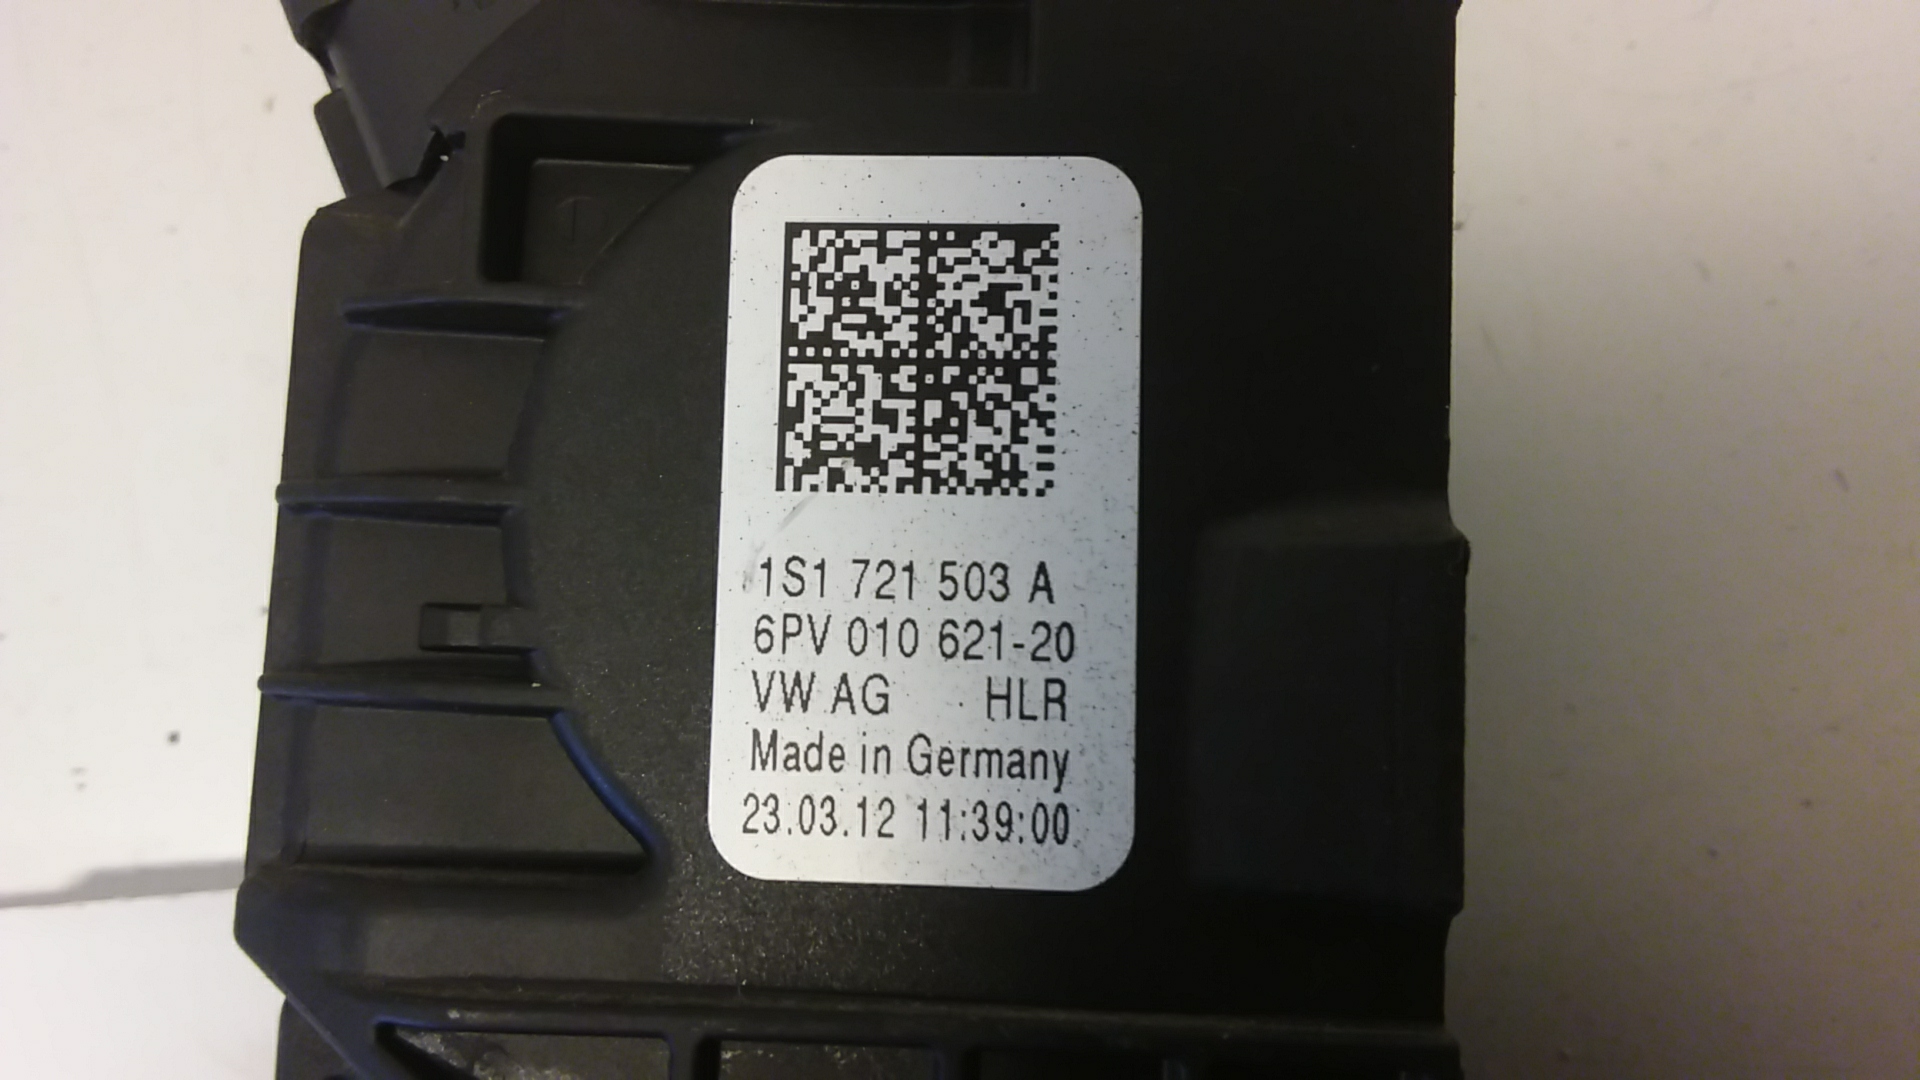 1S1 721 503 A
6PV 010 621-20
VW AG HLR
Made in Germany
23.03.12 11:39:00